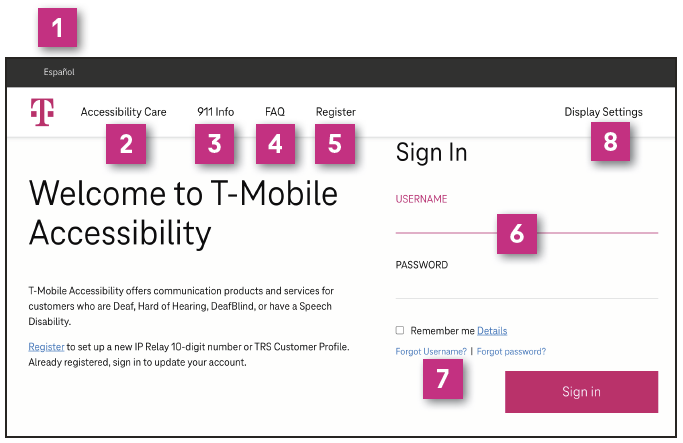 1
Español
T Accessibility Care 911 Info FAQ Register Display Settings
2 3 4 5 8
Welcome to T-Mobile
Accessibility
T-Mobile Accessibility offers communication products and services for
customers who are Deaf, Hard of Hearing, DeafBlind, or have a Speech
Disability.
Register to set up a new IP Relay 10-digit number or TRS Customer Profile.
Already registered, sign in to update your account.
Sign In
USERNAME
6
PASSWORD
Remember me Details
Forgot Username? | Forgot password?
7
Sign in